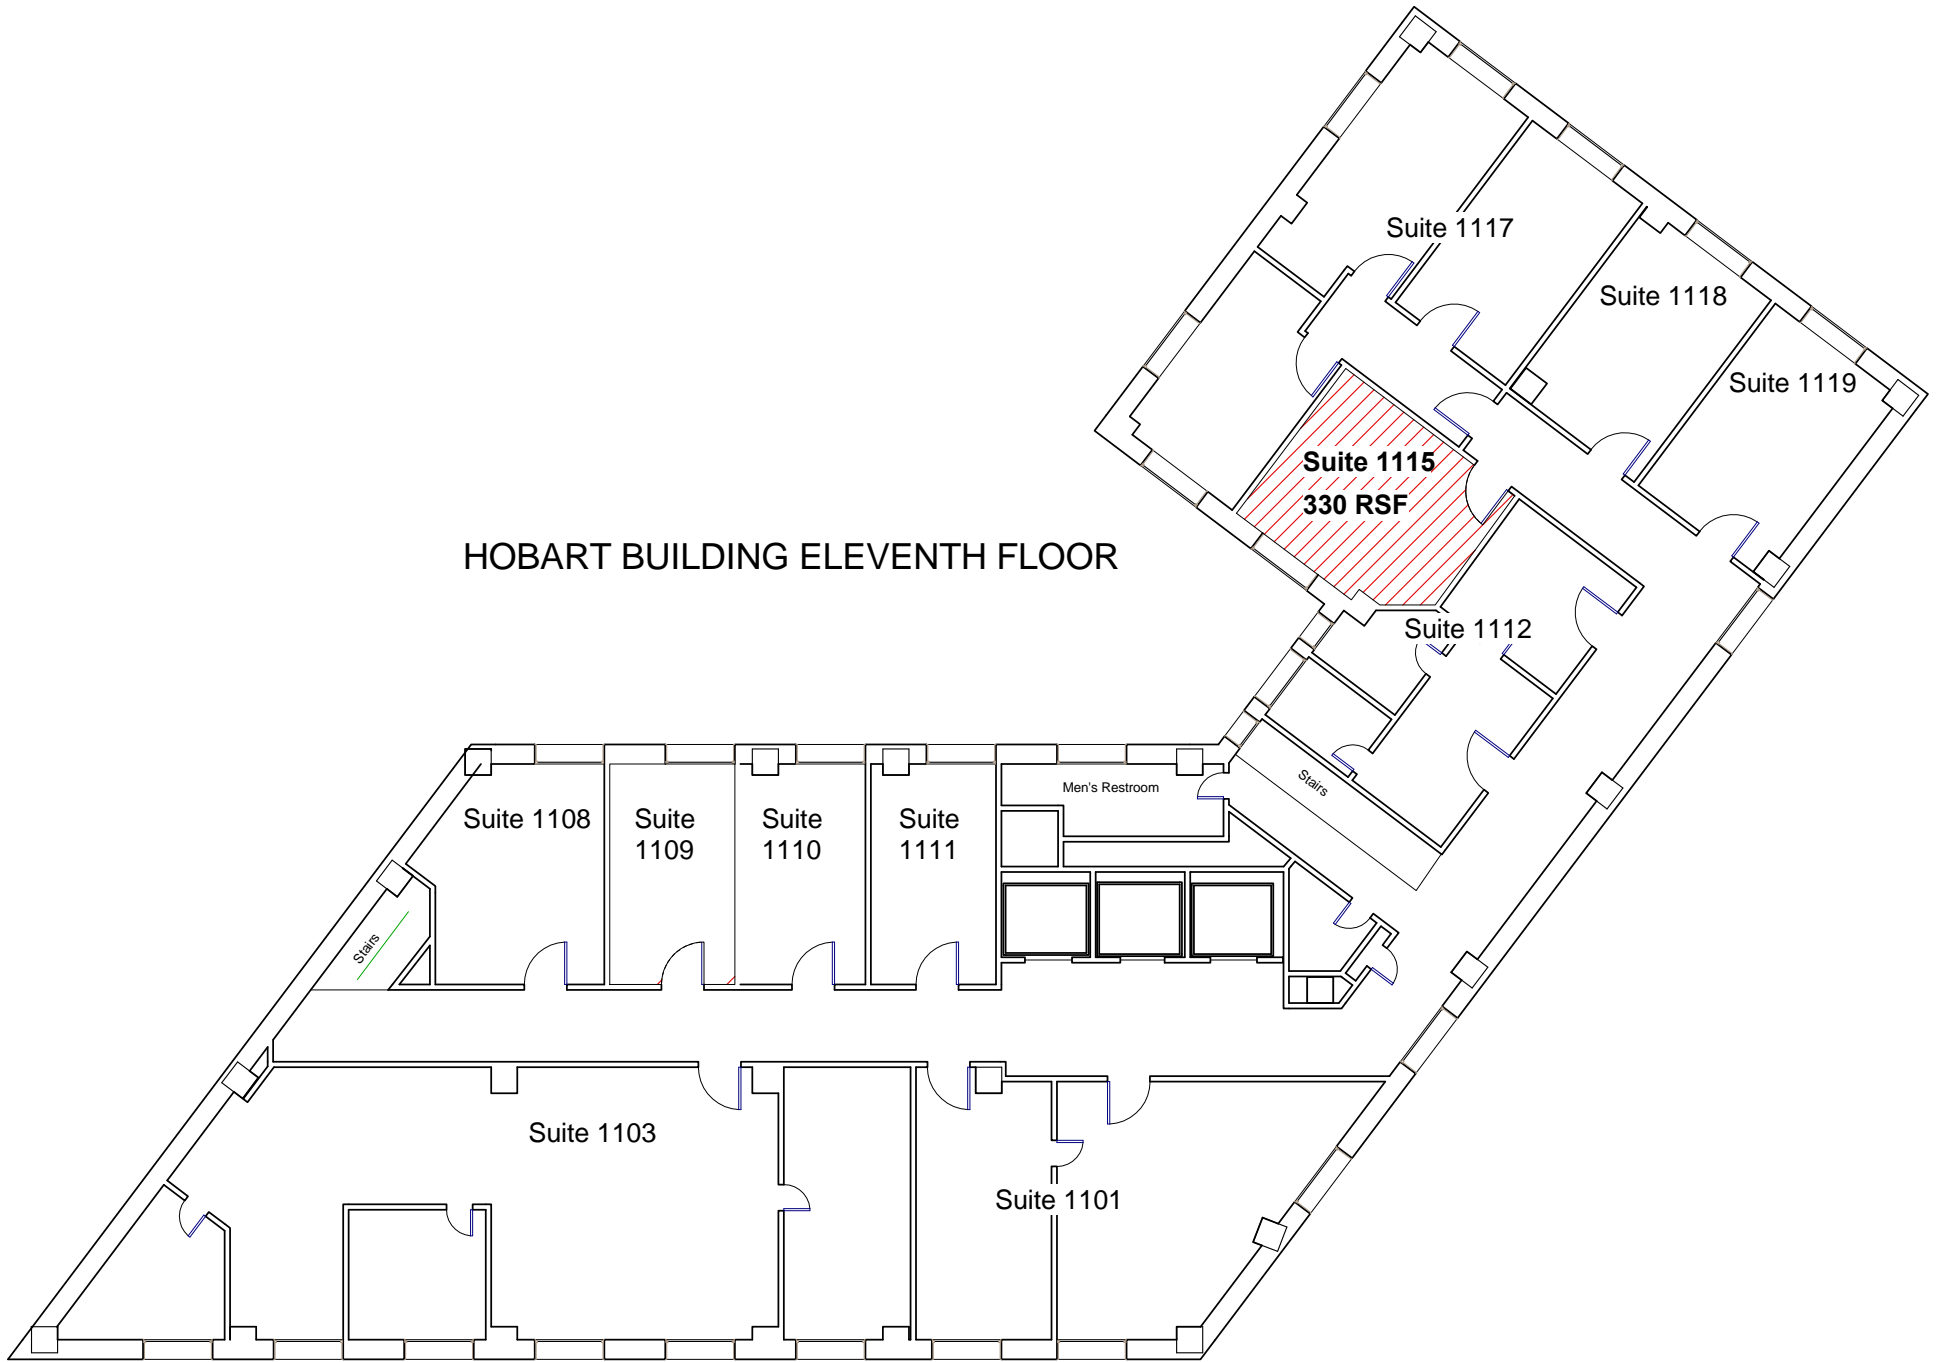 Suite 1117
Suite 1118
Suite 1119
Suite 1115
330 RSF
HOBART BUILDING ELEVENTH FLOOR
Suite 1112
Stairs
Men's Restroom
Suite 1108
Suite
1109
Suite
1110
Suite
1111
Stairs
Suite 1103
Suite 1101